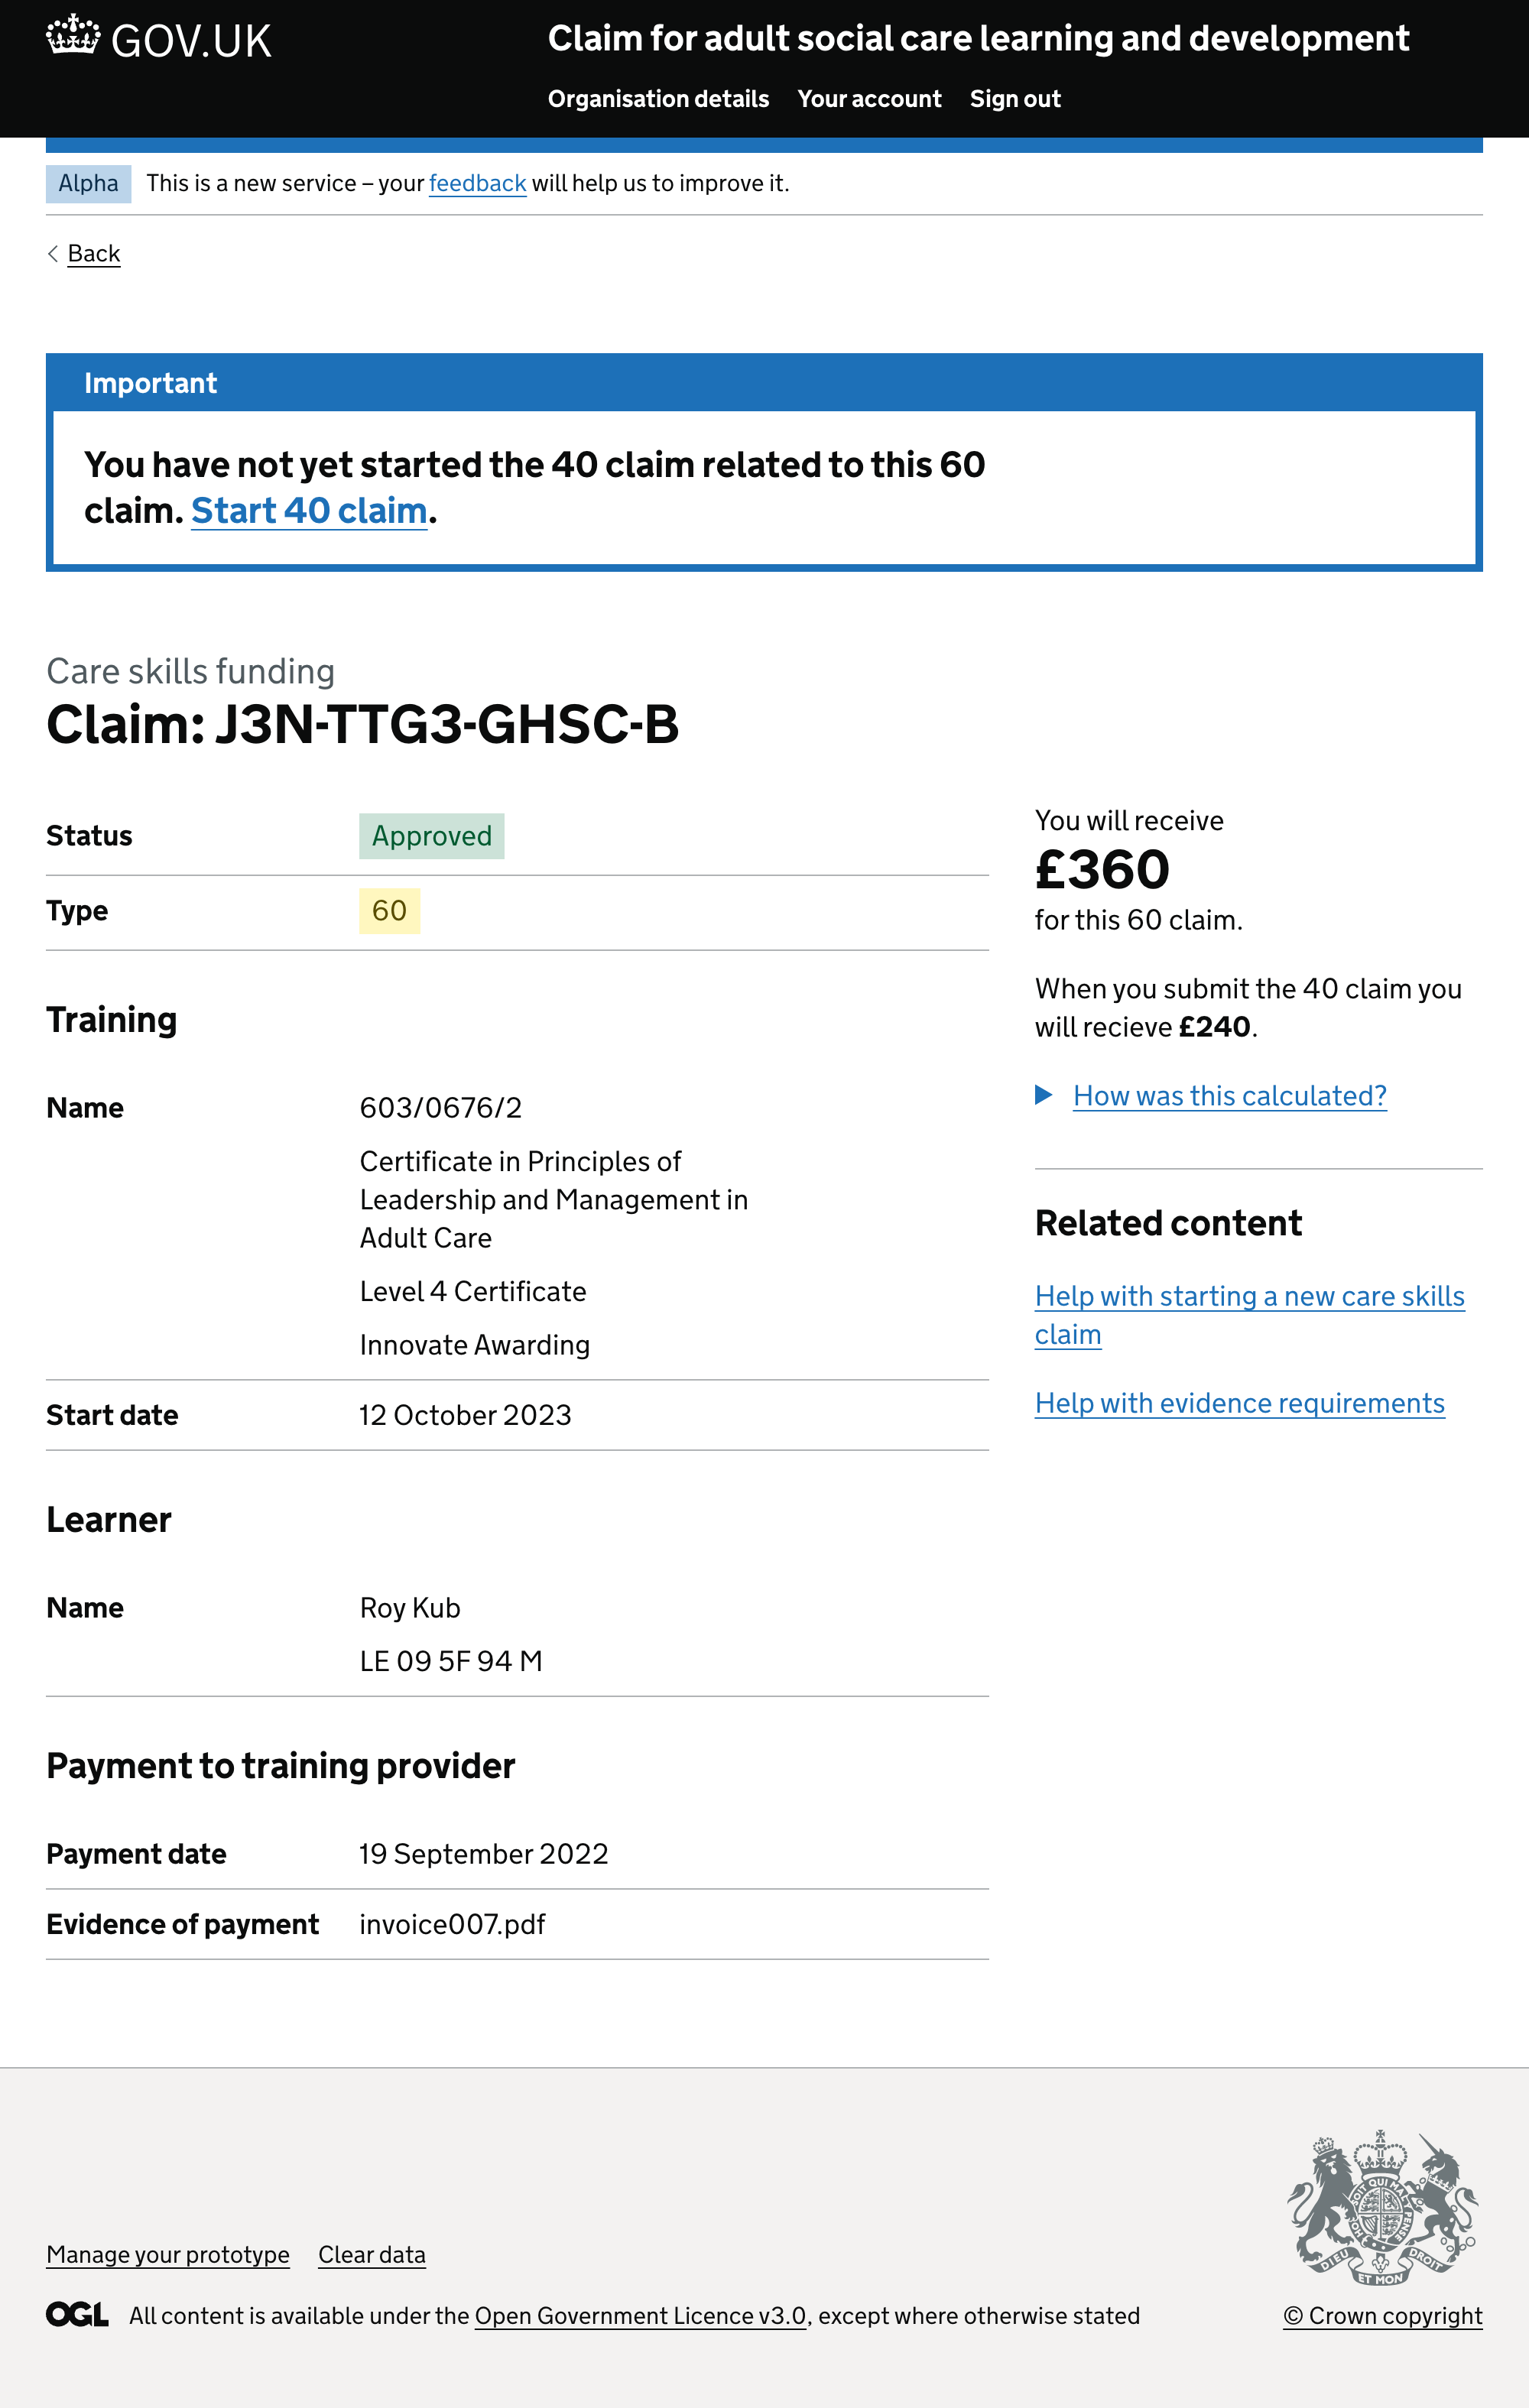 GOV.UK
Claim for adult social care learning and development
Organisation details Your account Sign out
Alpha This is a new service – your feedback will help us to improve it.
Back
Important
You have not yet started the 40 claim related to this 60
claim. Start 40 claim.
Care skills funding
Claim: J3N-TTG3-GHSC-B
Status Approved
Type 60
Training
Name 603/0676/2
Certificate in Principles of
Leadership and Management in
Adult Care
Level 4 Certificate
Innovate Awarding
Start date 12 October 2023
Learner
Name Roy Kub
LE 09 5F 94 M
Payment to training provider
Payment date 19 September 2022
Evidence of payment invoice007.pdf
You will receive
£360
for this 60 claim.
When you submit the 40 claim you
will recieve £240.
How was this calculated?
Related content
Help with starting a new care skills
claim
Help with evidence requirements
Manage your prototype Clear data
OGL All content is available under the Open Government Licence v3.0, except where otherwise stated
DIEU ET MON DROIT
© Crown copyright